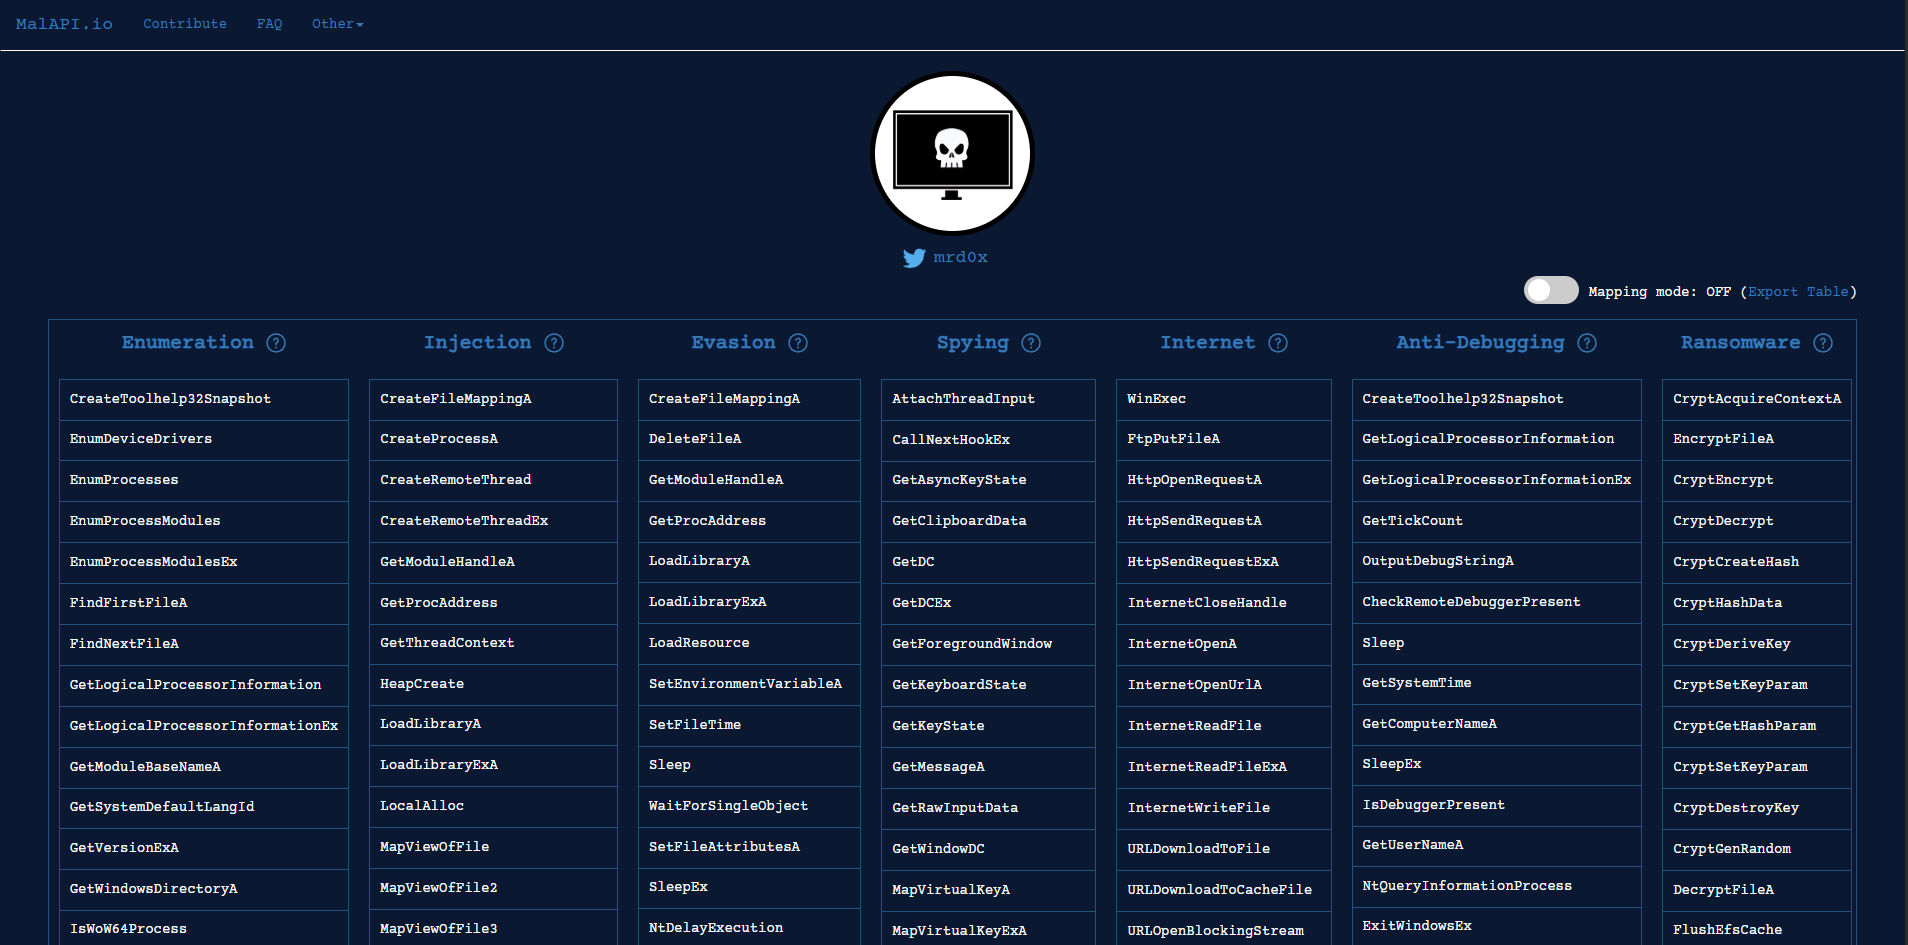 MalAPI.io Contribute FAQ Other
mrd0x
Mapping mode: OFF (Export Table)
Enumeration ? Injection ? Evasion ? Spying ? Internet ? Anti-Debugging ? Ransomware ?
CreateToolhelp32Snapshot CreateFileMappingA CreateFileMappingA AttachThreadInput WinExec CreateToolhelp32Snapshot CryptAcquireContextA
EnumDeviceDrivers CreateProcessA DeleteFileA CallNextHookEx FtpPutFileA GetLogicalProcessorInformation EncryptFileA
EnumProcesses CreateRemoteThread GetModuleHandleA GetAsyncKeyState HttpOpenRequestA GetLogicalProcessorInformationEx CryptEncrypt
EnumProcessModules CreateRemoteThreadEx GetProcAddress GetClipboardData HttpSendRequestA GetTickCount CryptDecrypt
EnumProcessModulesEx GetModuleHandleA LoadLibraryA GetDC HttpSendRequestExA OutputDebugStringA CryptCreateHash
FindFirstFileA GetProcAddress LoadLibraryExA GetDCEx InternetCloseHandle CheckRemoteDebuggerPresent CryptHashData
FindNextFileA GetThreadContext LoadResource GetForegroundWindow InternetOpenA Sleep CryptDeriveKey
GetLogicalProcessorInformation HeapCreate SetEnvironmentVariableA GetKeyboardState InternetOpenUrlA GetSystemTime CryptSetKeyParam
GetLogicalProcessorInformationEx LoadLibraryA SetFileTime GetKeyState InternetReadFile GetComputerNameA CryptGetHashParam
GetModuleBaseNameA LoadLibraryExA Sleep GetMessageA InternetReadFileExA SleepEx CryptSetKeyParam
GetSystemDefaultLangId LocalAlloc WaitForSingleObject GetRawInputData InternetWriteFile IsDebuggerPresent CryptDestroyKey
GetVersionExA MapViewOfFile SetFileAttributesA GetWindowDC URLDownloadToFile GetUserNameA CryptGenRandom
GetWindowsDirectoryA MapViewOfFile2 SleepEx MapVirtualKeyA URLDownloadToCacheFile NtQueryInformationProcess DecryptFileA
IsWoW64Process MapViewOfFile3 NtDelayExecution MapVirtualKeyExA URLOpenBlockingStream ExitWindowsEx FlushEfsCache